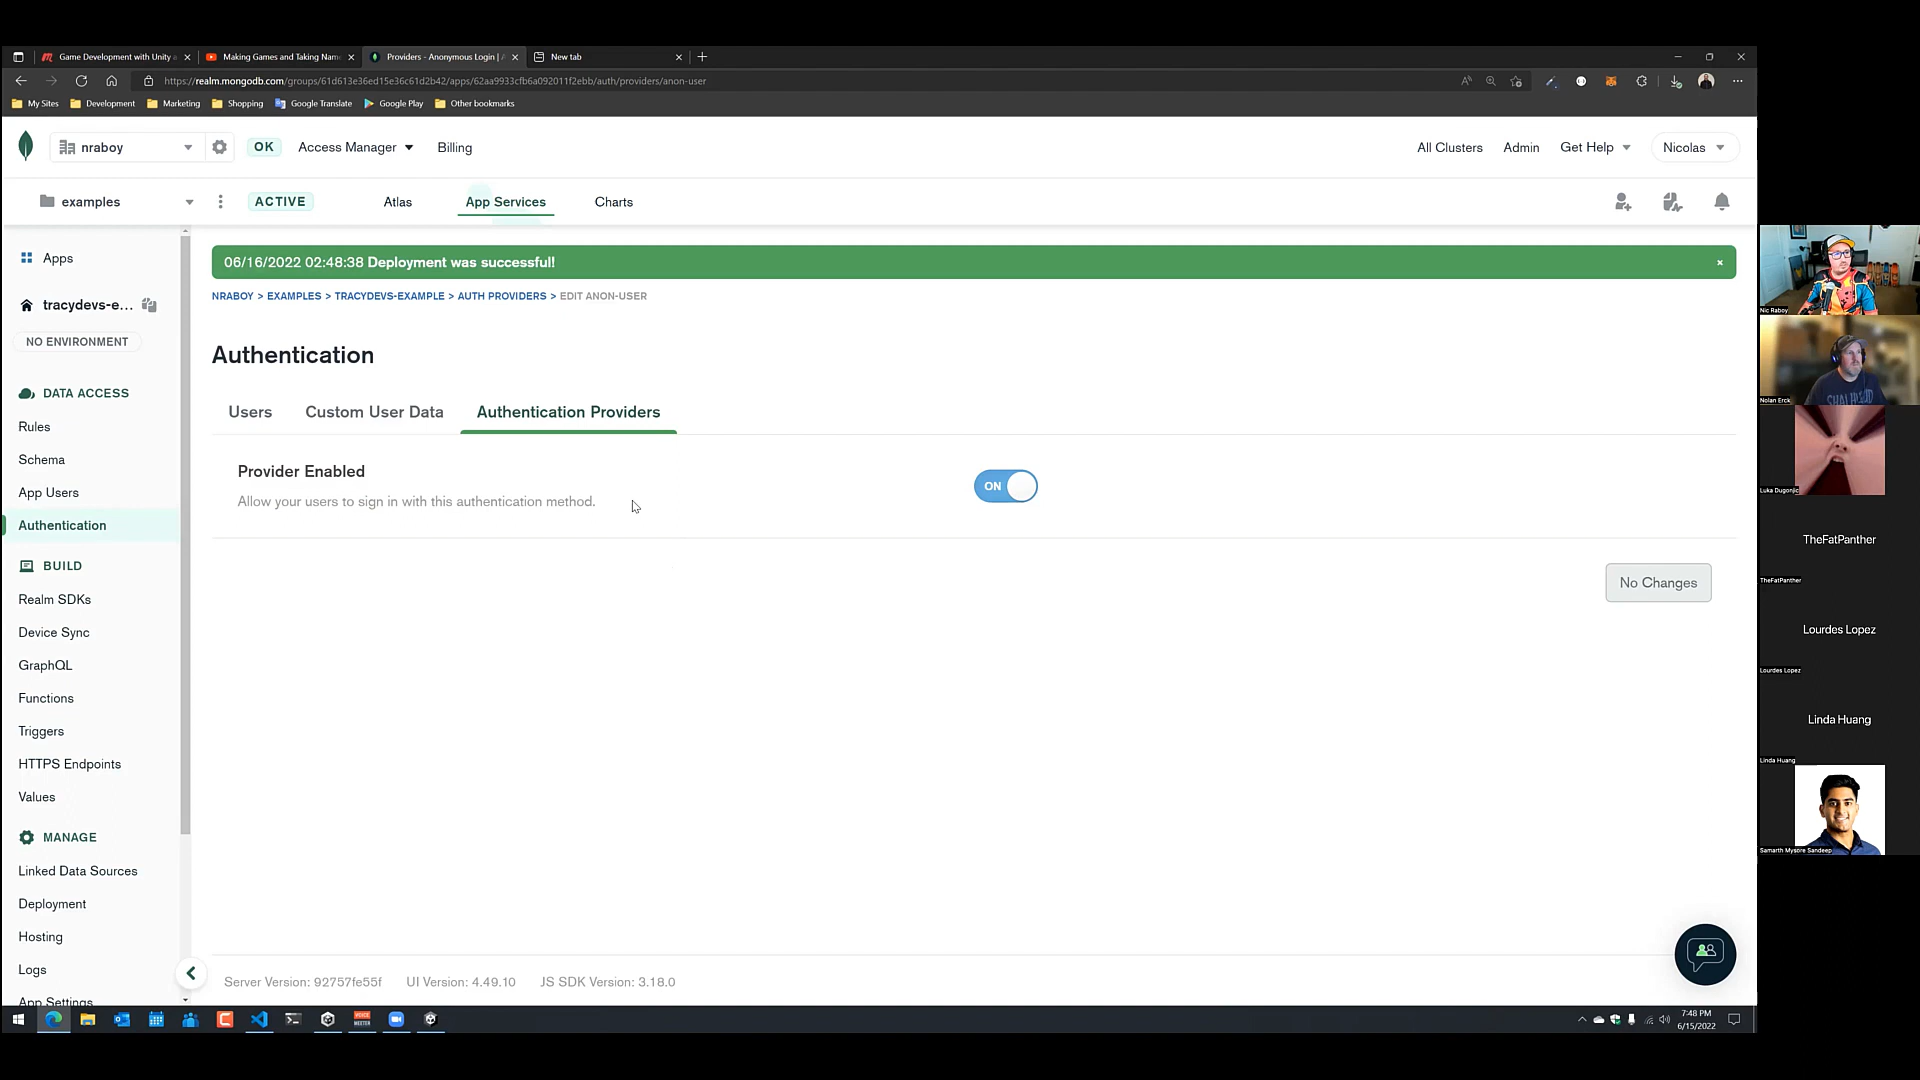 Game Development with Unity a
Making Games and Taking Nam
Providers - Anonymous Login | A
New tab
https://realm.mongodb.com/groups/61d613e36ed15e36c61d2b42/apps/62aa9933cfb6a092011f2ebb/auth/providers/anon-user
My Sites
Development
Marketing
Shopping
Google Translate
Google Play
Other bookmarks
nraboy
OK
Access Manager
Billing
All Clusters
Admin
Get Help
Nicolas
examples
ACTIVE
Atlas
App Services
Charts
Apps
06/16/2022 02:48:38 Deployment was successful!
NRABOY > EXAMPLES > TRACYDEVS-EXAMPLE > AUTH PROVIDERS > EDIT ANON-USER
tracydevs-e...
NO ENVIRONMENT
Authentication
DATA ACCESS
Users
Custom User Data
Authentication Providers
Rules
Schema
App Users
Authentication
Provider Enabled
Allow your users to sign in with this authentication method.
ON
BUILD
No Changes
Realm SDKs
Device Sync
GraphQL
Functions
Triggers
HTTPS Endpoints
Values
MANAGE
Linked Data Sources
Deployment
Hosting
Logs
App Settings
Server Version: 92757fe55f
UI Version: 4.49.10
JS SDK Version: 3.18.0
7:48 PM
6/15/2022
Nic Raboy
Nolan Erck
Luka Dugonjic
TheFatPanther
TheFatPanther
Lourdes Lopez
Lourdes Lopez
Linda Huang
Linda Huang
Samarth Mysore Sandeep